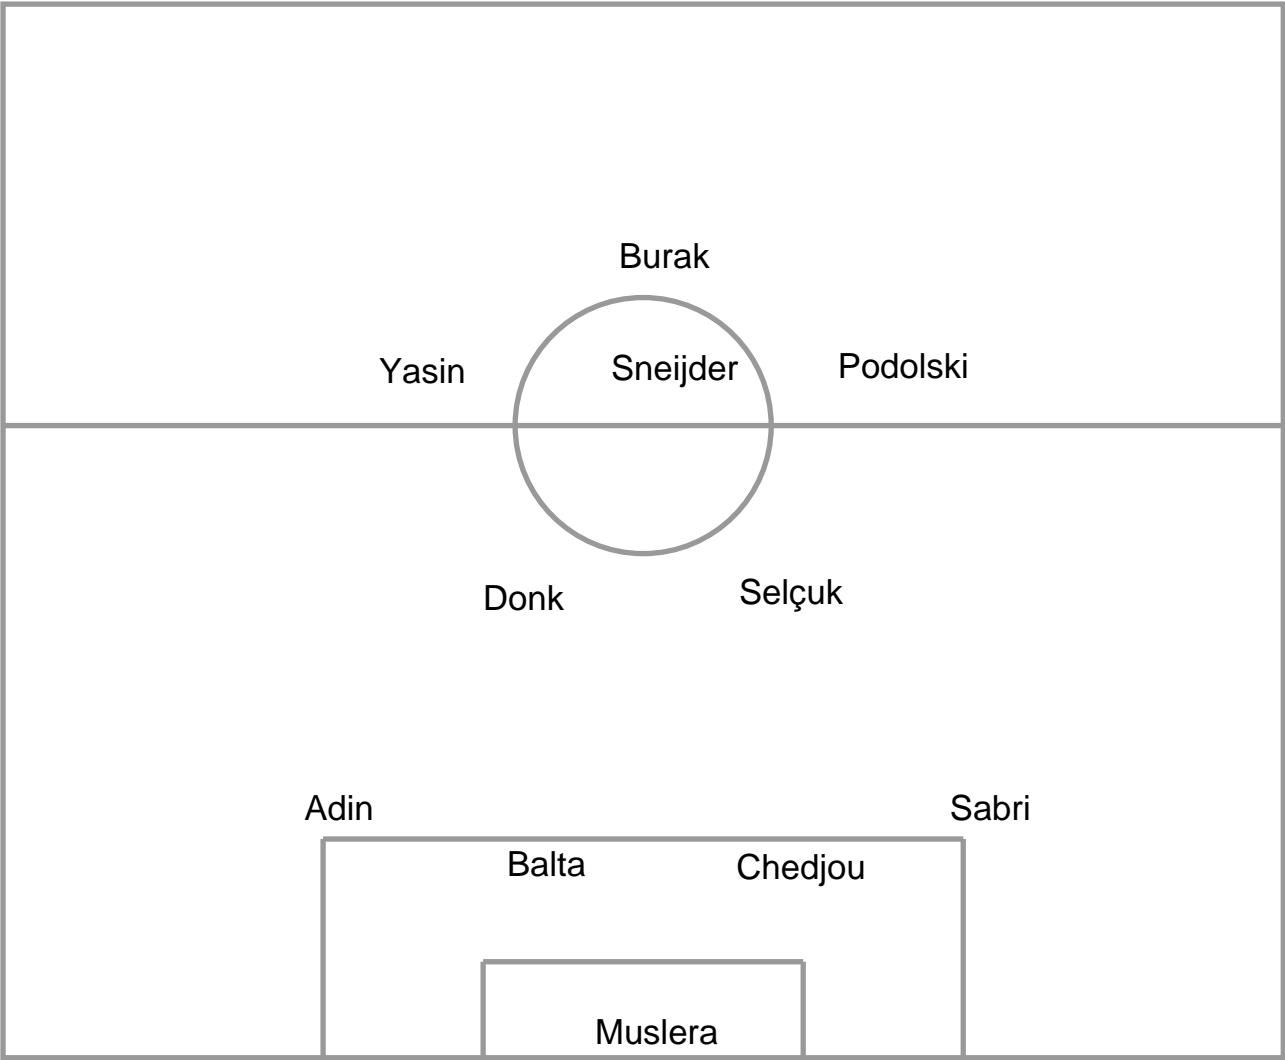 Burak
Yasin Sneijder Podolski
Donk Selçuk
Adin Sabri
Balta Chedjou
Muslera